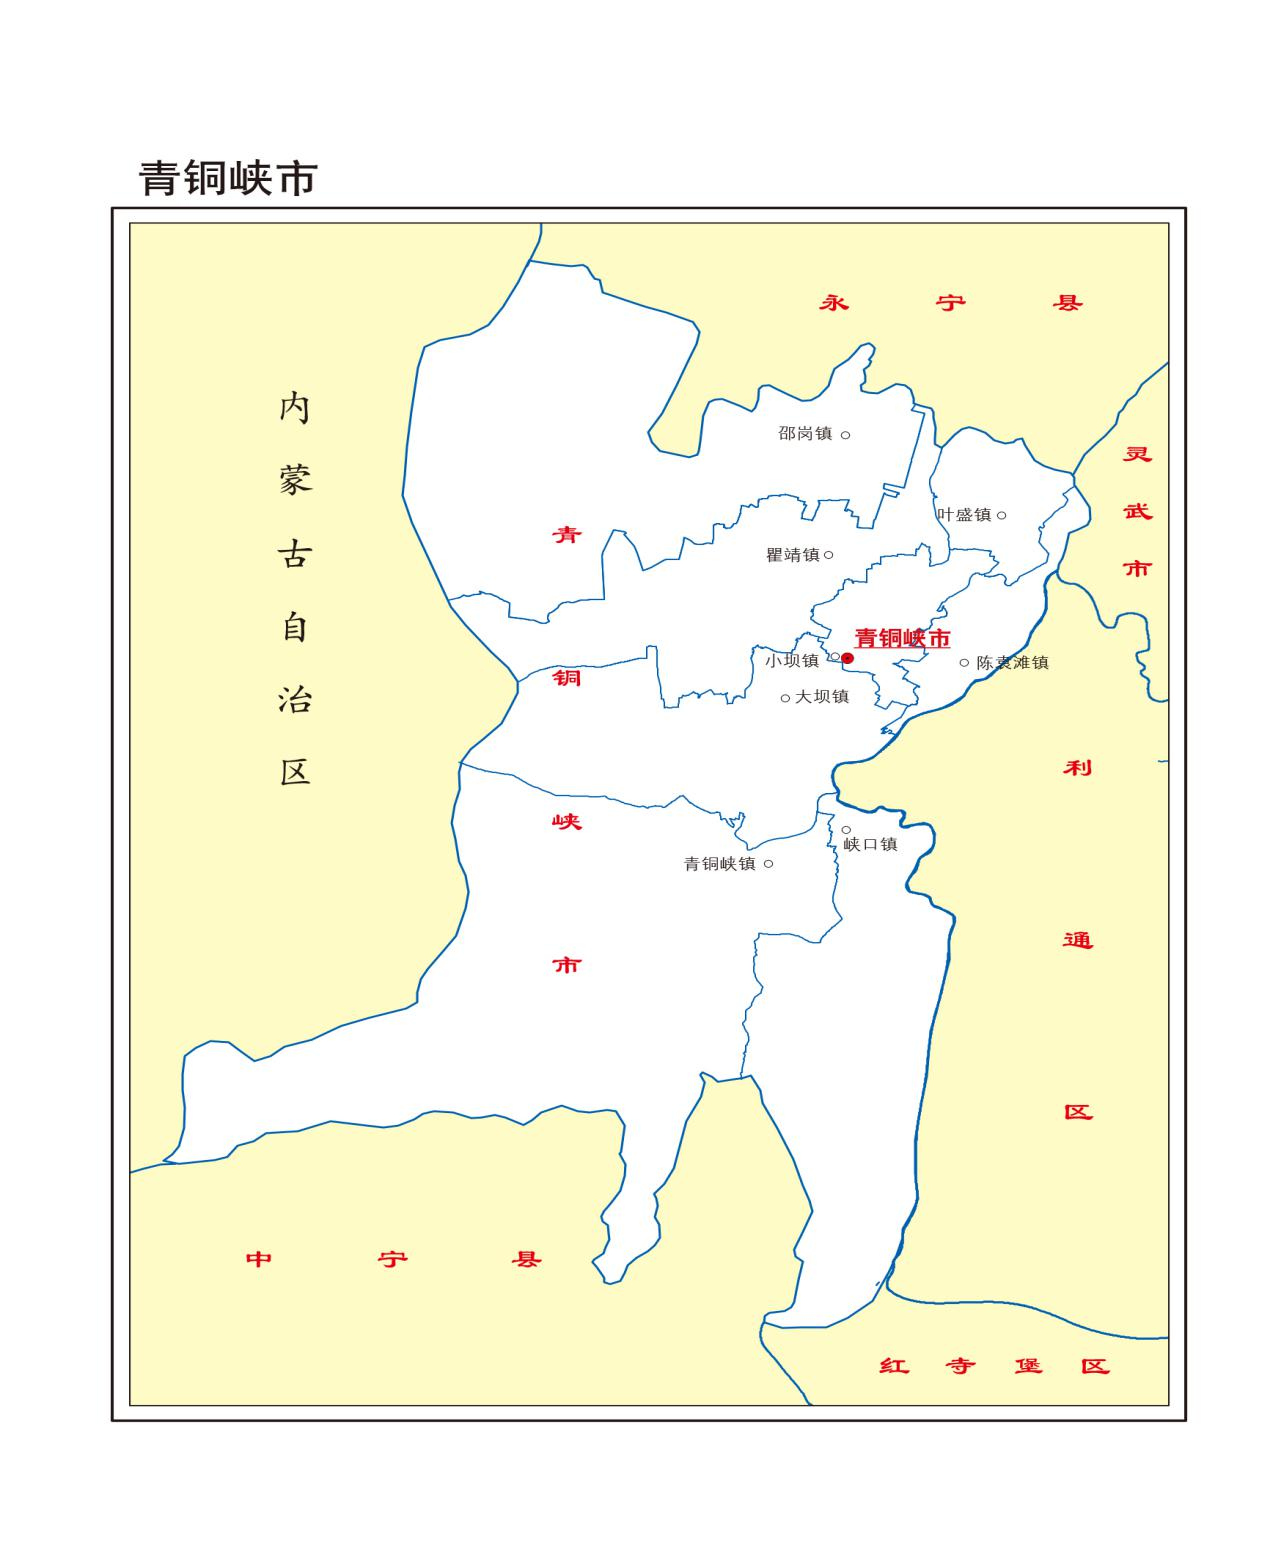 青铜峡市
永宁县
内蒙古自治区
灵武市
邵岗镇
叶盛镇
青铜峡市
瞿靖镇
青铜峡市
小坝镇
陈袁滩镇
大坝镇
利通区
峡口镇
青铜峡镇
中宁县
红寺堡区